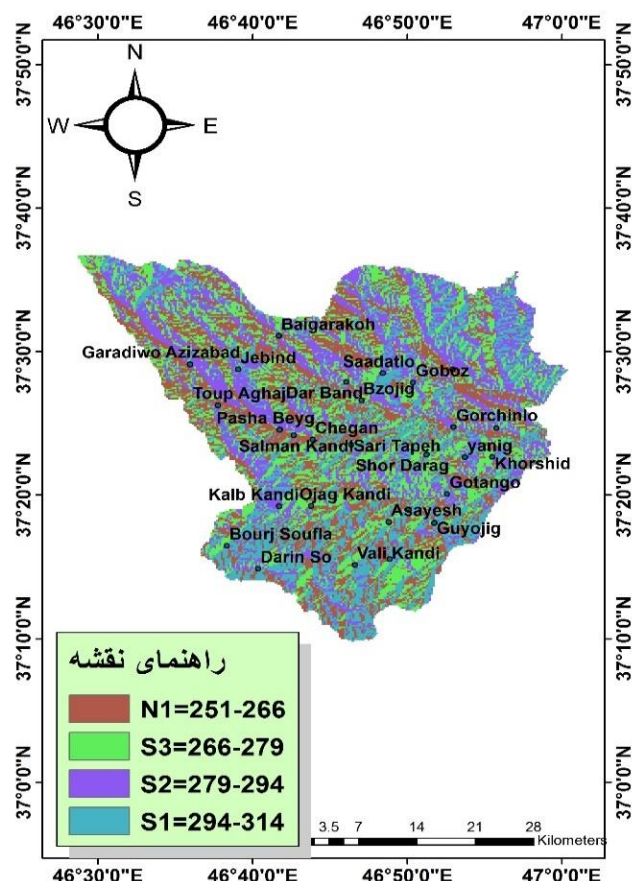 46°30'0"E 46°40'0"E 46°50'0"E 47°0'0"E
37°50'0"N 37°50'0"N
N
W E
S
37°40'0"N 37°40'0"N
37°30'0"N 37°30'0"N
Baigarakoh
Garadiwo Azizabad Jebind Saadatlo Goboz
Toup Aghaj Dar Band Bzojig
Pasha Beyg Chegan Gorchinlo
Salman Kandi Sari Tapeh yanig
Shor Darag Khorshid
37°20'0"N 37°20'0"N
Kalb Kandi Ojag Kandi Gotango
Asayesh
Bourj Soufla Guyojig
Darin So Vali Kandi
37°10'0"N 37°10'0"N
راهنمای نقشه
N1=251-266
S3=266-279
S2=279-294
S1=294-314
37°0'0"N 37°0'0"N
3.5 7 14 21 28
Kilometers
46°30'0"E 46°40'0"E 46°50'0"E 47°0'0"E